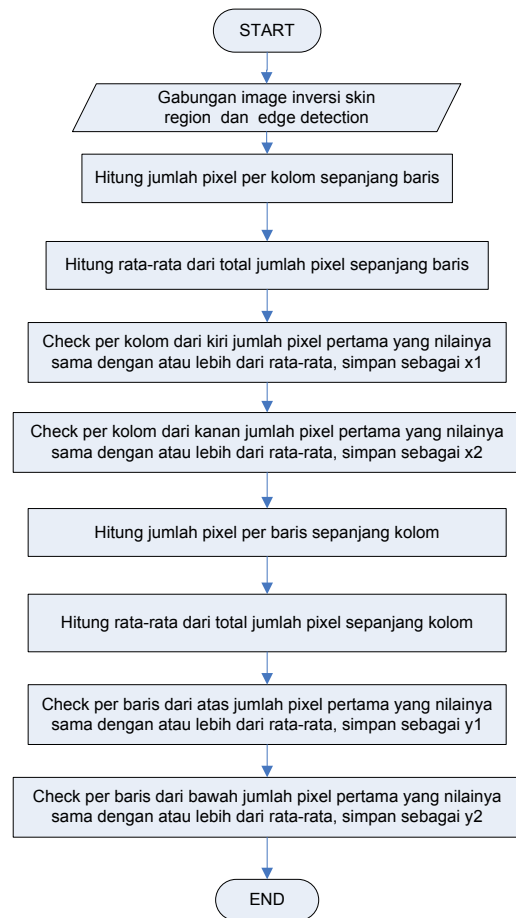 START
Gabungan image inversi skin
region dan edge detection
Hitung jumlah pixel per kolom sepanjang baris
Hitung rata-rata dari total jumlah pixel sepanjang baris
Check per kolom dari kiri jumlah pixel pertama yang nilainya
sama dengan atau lebih dari rata-rata, simpan sebagai x1
Check per kolom dari kanan jumlah pixel pertama yang nilainya
sama dengan atau lebih dari rata-rata, simpan sebagai x2
Hitung jumlah pixel per baris sepanjang kolom
Hitung rata-rata dari total jumlah pixel sepanjang kolom
Check per baris dari atas jumlah pixel pertama yang nilainya
sama dengan atau lebih dari rata-rata, simpan sebagai y1
Check per baris dari bawah jumlah pixel pertama yang nilainya
sama dengan atau lebih dari rata-rata, simpan sebagai y2
END